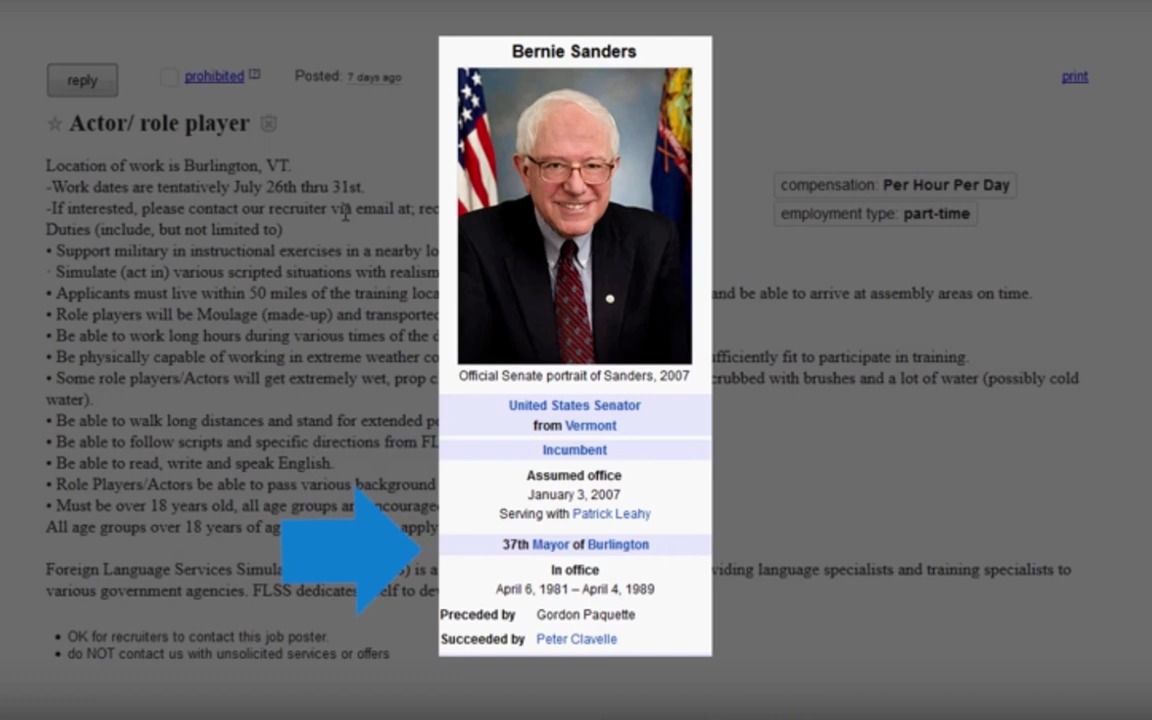 reply
prohibited [?]
Posted: 7 days ago
print
Actor/ role player
Location of work is Burlington, VT.
-Work dates are tentatively July 26th thru 31st.
-If interested, please contact our recruiter via email at; rec
Duties (include, but not limited to)
• Support military in instructional exercises in a nearby lo
· Simulate (act in) various scripted situations with realism
• Applicants must live within 50 miles of the training loca and be able to arrive at assembly areas on time.
• Role players will be Moulage (made-up) and transported
• Be able to work long hours during various times of the d
• Be physically capable of working in extreme weather co fficiently fit to participate in training.
• Some role players/Actors will get extremely wet, prop c rubbed with brushes and a lot of water (possibly cold
water).
• Be able to walk long distances and stand for extended pe
• Be able to follow scripts and specific directions from FL
• Be able to read, write and speak English.
• Role Players/Actors be able to pass various background
• Must be over 18 years old, all age groups are encourage
All age groups over 18 years of ag apply
Foreign Language Services Simula s) is a viding language specialists and training specialists to
various government agencies. FLSS dedicates elf to dev
• OK for recruiters to contact this job poster.
• do NOT contact us with unsolicited services or offers
compensation: Per Hour Per Day
employment type: part-time
Bernie Sanders
Official Senate portrait of Sanders, 2007
United States Senator
from Vermont
Incumbent
Assumed office
January 3, 2007
Serving with Patrick Leahy
37th Mayor of Burlington
In office
April 6, 1981 – April 4, 1989
Preceded by Gordon Paquette
Succeeded by Peter Clavelle